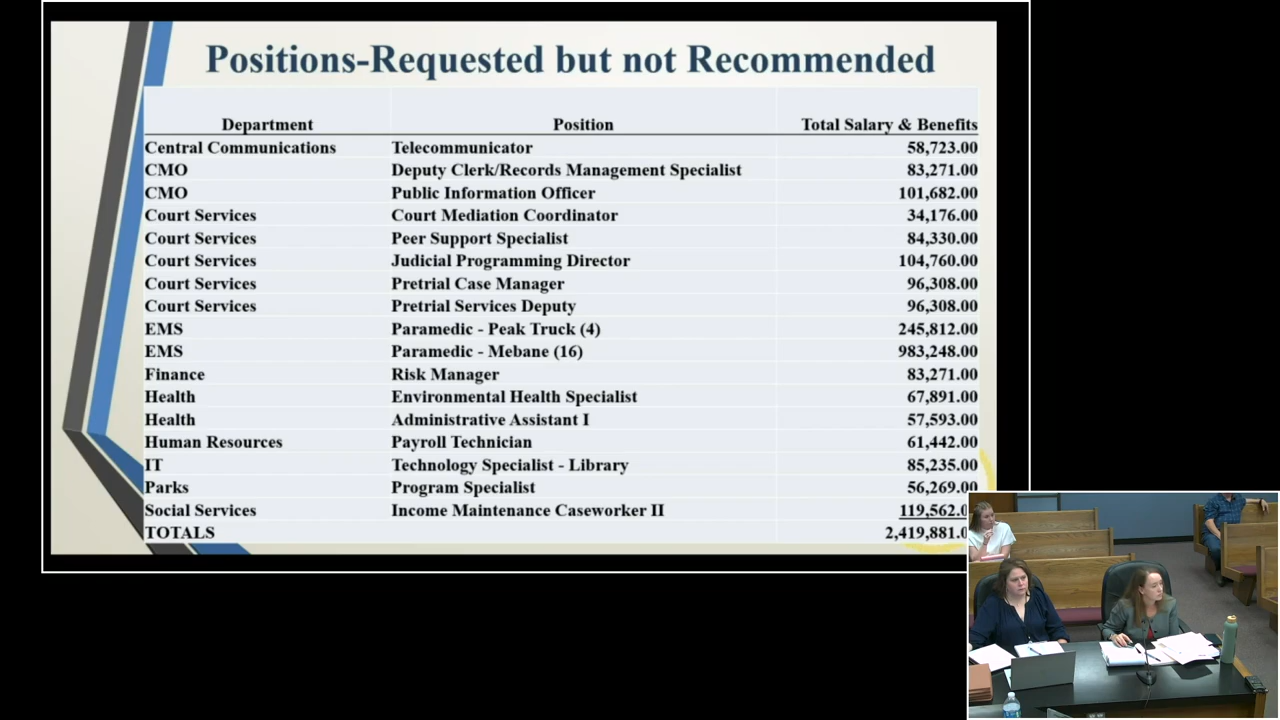 Positions-Requested but not Recommended
Department Position Total Salary & Benefits
Central Communications Telecommunicator 58,723.00
CMO Deputy Clerk/Records Management Specialist 83,271.00
CMO Public Information Officer 101,682.00
Court Services Court Mediation Coordinator 34,176.00
Court Services Peer Support Specialist 84,330.00
Court Services Judicial Programming Director 104,760.00
Court Services Pretrial Case Manager 96,308.00
Court Services Pretrial Services Deputy 96,308.00
EMS Paramedic - Peak Truck (4) 245,812.00
EMS Paramedic - Mebane (16) 983,248.00
Finance Risk Manager 83,271.00
Health Environmental Health Specialist 67,891.00
Health Administrative Assistant I 57,593.00
Human Resources Payroll Technician 61,442.00
IT Technology Specialist - Library 85,235.00
Parks Program Specialist 56,269.00
Social Services Income Maintenance Caseworker II 119,562.0
TOTALS 2,419,881.0